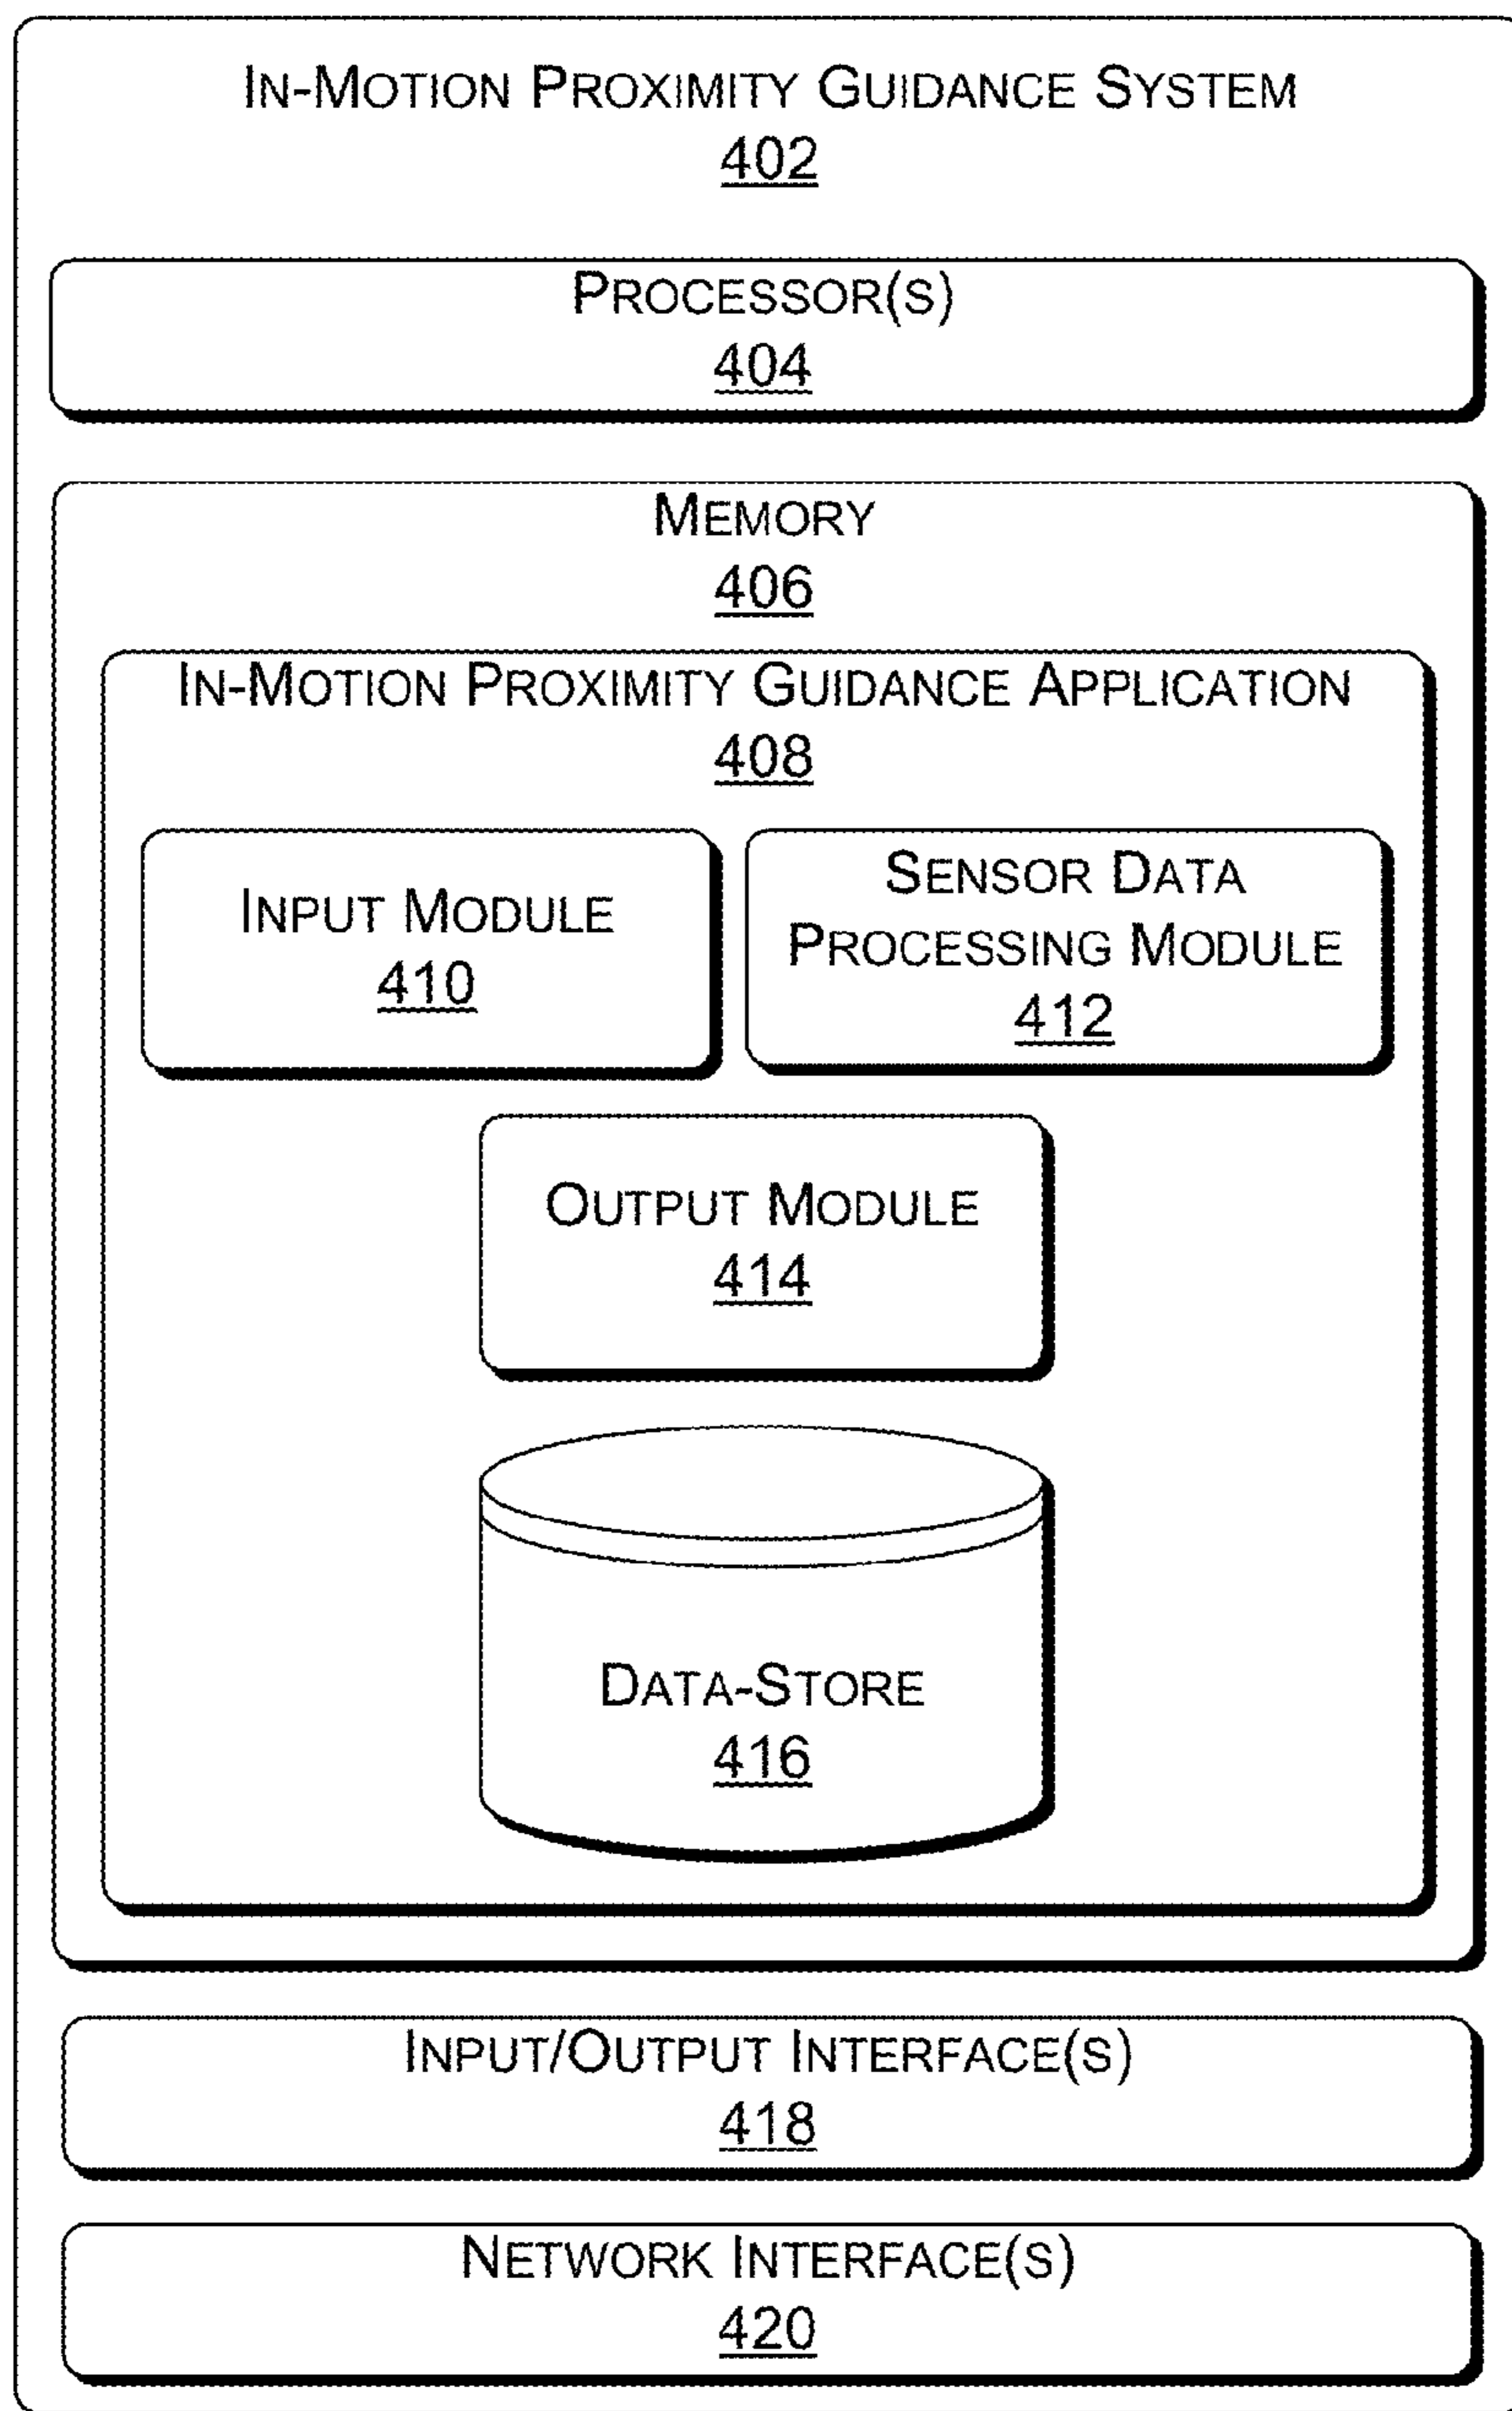 IN-MOTION PROXIMITY GUIDANCE SYSTEM
402
PROCESSOR(S)
404
MEMORY
406
IN-MOTION PROXIMITY GUIDANCE APPLICATION
408
INPUT MODULE
410
SENSOR DATA
PROCESSING MODULE
412
OUTPUT MODULE
414
DATA-STORE
416
INPUT/OUTPUT INTERFACE(S)
418
NETWORK INTERFACE(S)
420